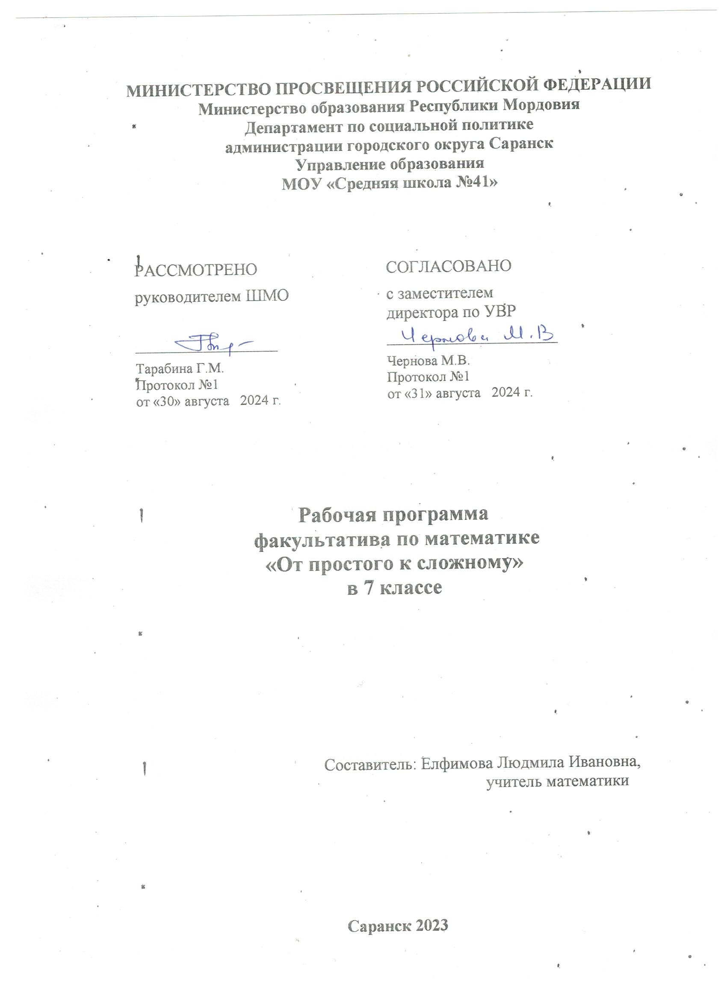 МИНИСТЕРСТВО ПРОСВЕЩЕНИЯ РОССИЙСКОЙ ФЕДЕРАЦИИ
Министерство образования Республики Мордовия
Департамент по социальной политике
администрации городского округа Саранск
Управление образования
МОУ «Средняя школа №41»
РАССМОТРЕНО
руководителем ШМО
Тарабина Г.М.
Протокол №1
от «30» августа 2024 г.
СОГЛАСОВАНО
с заместителем
директора по УВР
Чернова М.В
Чернова М.В.
Протокол №1
от «31» августа 2024 г.
Рабочая программа
факультатива по математике
«От простого к сложному»
в 7 классе
Составитель: Елфимова Людмила Ивановна,
учитель математики
Саранск 2023